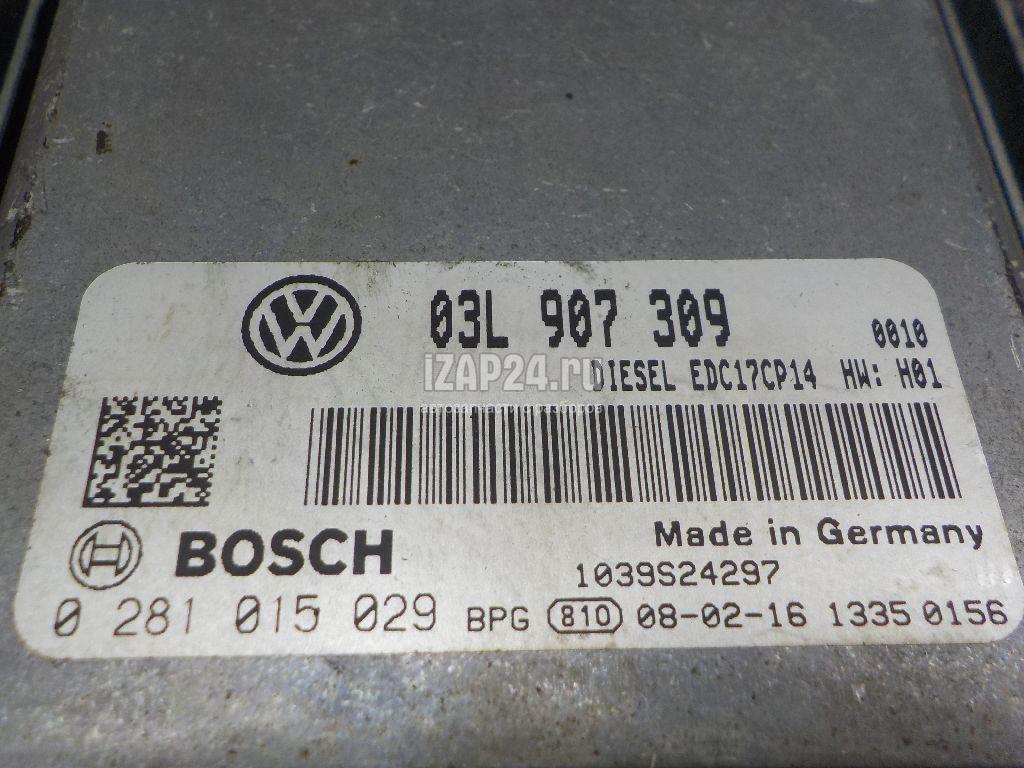 03L 907 309
0010
iZAP24.ru
DIESEL EDC17CP14 HW: H01
Made in Germany
BOSCH
1039S24297
0 281 015 029 BPG 810 08-02-16 1335 0156